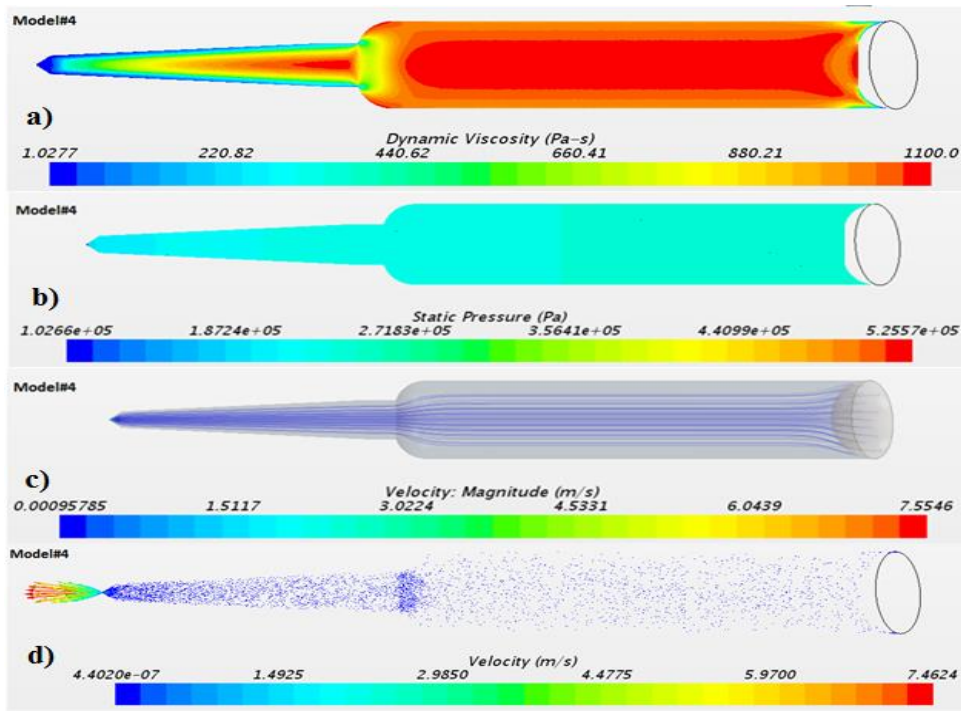 Model#4
a)
Dynamic Viscosity (Pa-s)
1.0277 220.82 440.62 660.41 880.21 1100.0
Model#4
b)
Static Pressure (Pa)
1.0266e+05 1.8724e+05 2.7183e+05 3.5641e+05 4.4099e+05 5.2557e+05
Model#4
c)
Velocity: Magnitude (m/s)
0.00095785 1.5117 3.0224 4.5331 6.0439 7.5546
Model#4
d)
Velocity (m/s)
4.4020e-07 1.4925 2.9850 4.4775 5.9700 7.4624